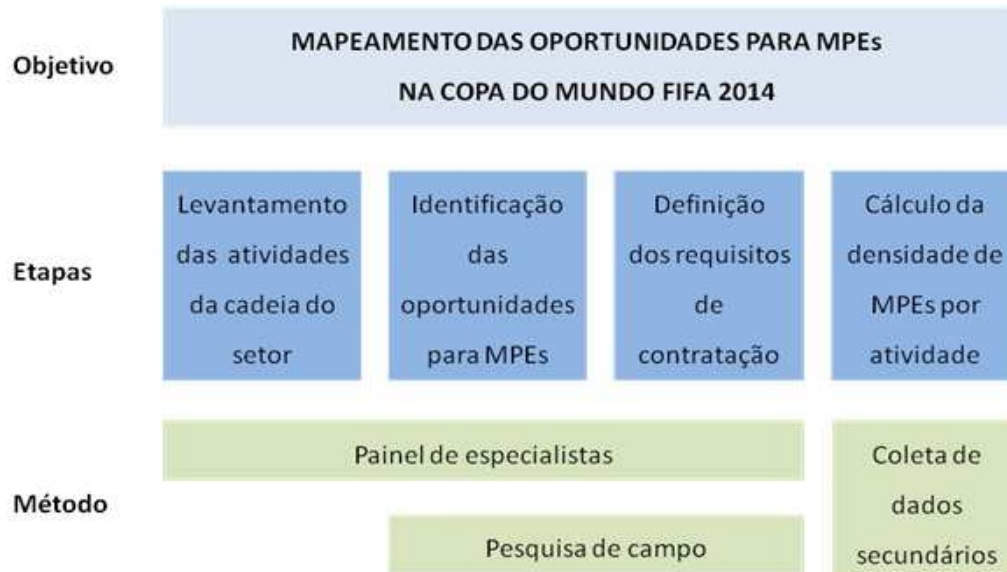 Objetivo
MAPEAMENTO DAS OPORTUNIDADES PARA MPEs
NA COPA DO MUNDO FIFA 2014
Etapas
Levantamento
das atividades
da cadeia do
setor
Identificação
das
oportunidades
para MPEs
Definição
dos requisitos
de
contratação
Cálculo da
densidade de
MPEs por
atividade
Método
Painel de especialistas
Pesquisa de campo
Coleta de
dados
secundários